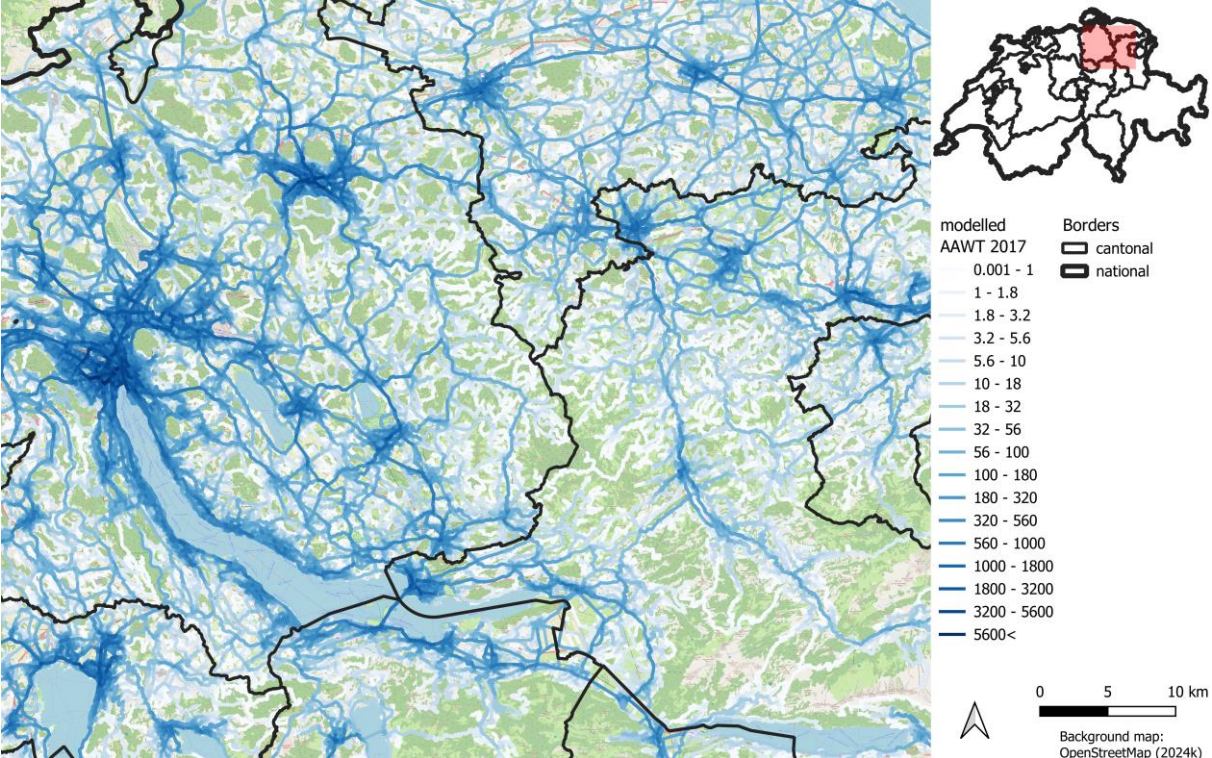 modelled
AAWT 2017
0.001 - 1
1 - 1.8
1.8 - 3.2
3.2 - 5.6
5.6 - 10
10 - 18
18 - 32
32 - 56
56 - 100
100 - 180
180 - 320
320 - 560
560 - 1000
1000 - 1800
1800 - 3200
3200 - 5600
5600<
Borders
cantonal
national
0 5 10 km
Background map:
OpenStreetMap (2024k)